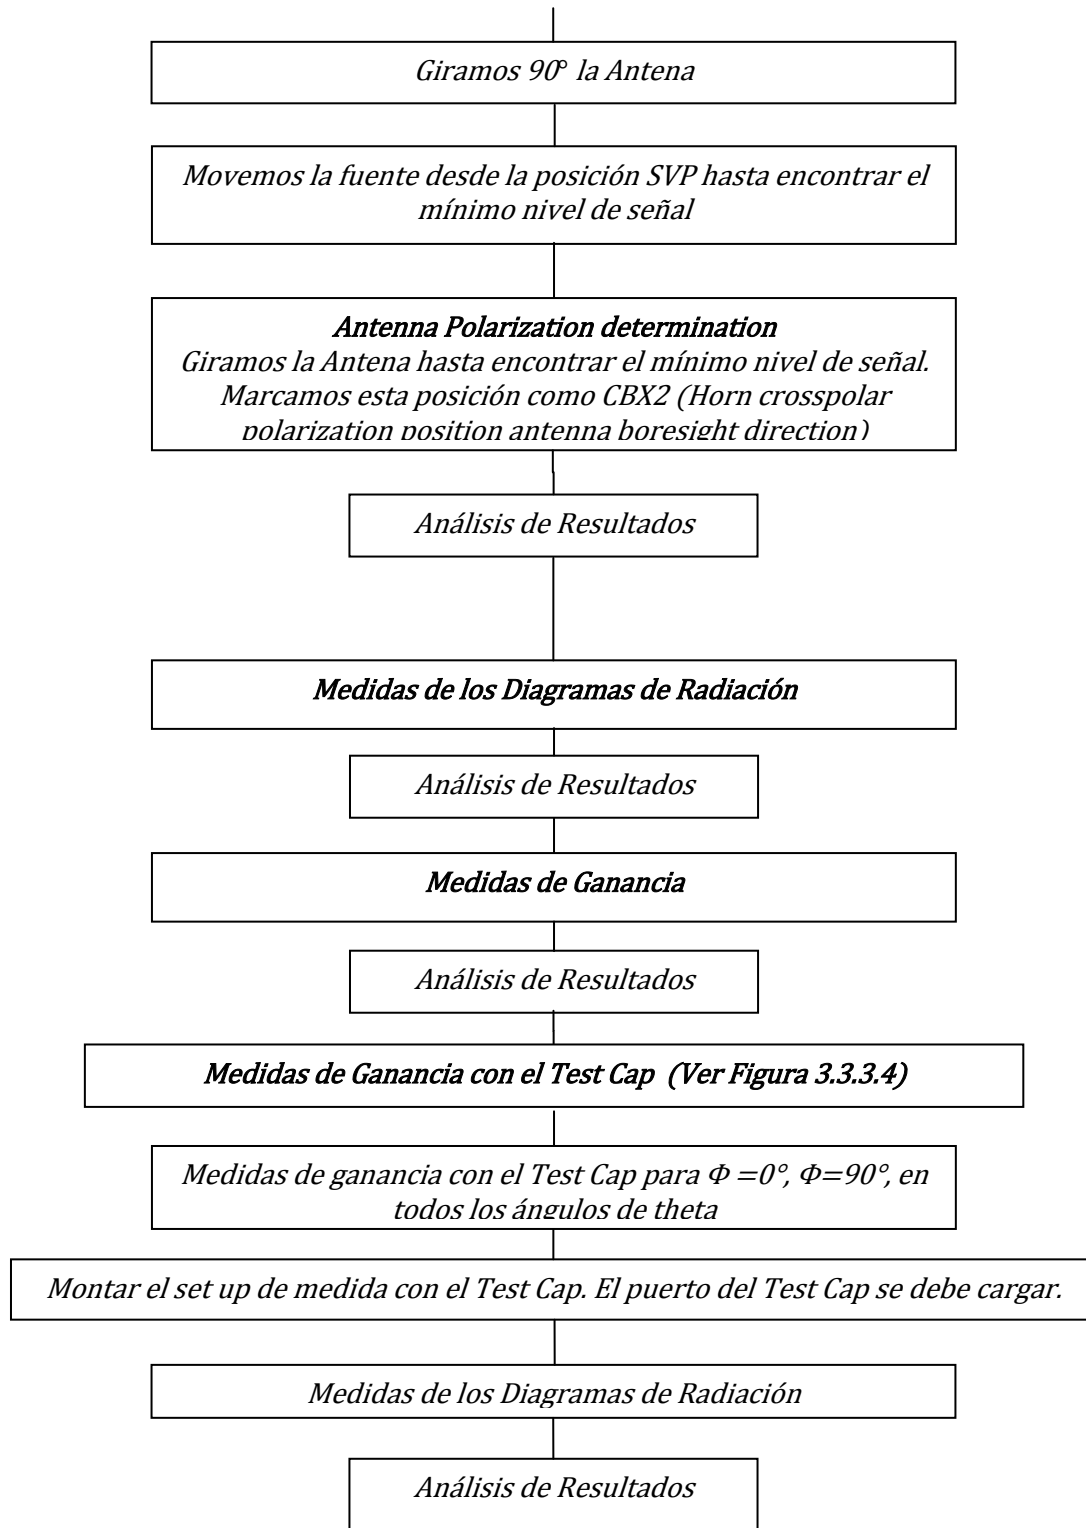 Giramos 90° la Antena
Movemos la fuente desde la posición SVP hasta encontrar el
mínimo nivel de señal
Antenna Polarization determination
Giramos la Antena hasta encontrar el mínimo nivel de señal.
Marcamos esta posición como CBX2 (Horn crosspolar
polarization position antenna boresight direction)
Análisis de Resultados
Medidas de los Diagramas de Radiación
Análisis de Resultados
Medidas de Ganancia
Análisis de Resultados
Medidas de Ganancia con el Test Cap (Ver Figura 3.3.3.4)
Medidas de ganancia con el Test Cap para Φ =0°, Φ=90°, en
todos los ángulos de theta
Montar el set up de medida con el Test Cap. El puerto del Test Cap se debe cargar.
Medidas de los Diagramas de Radiación
Análisis de Resultados